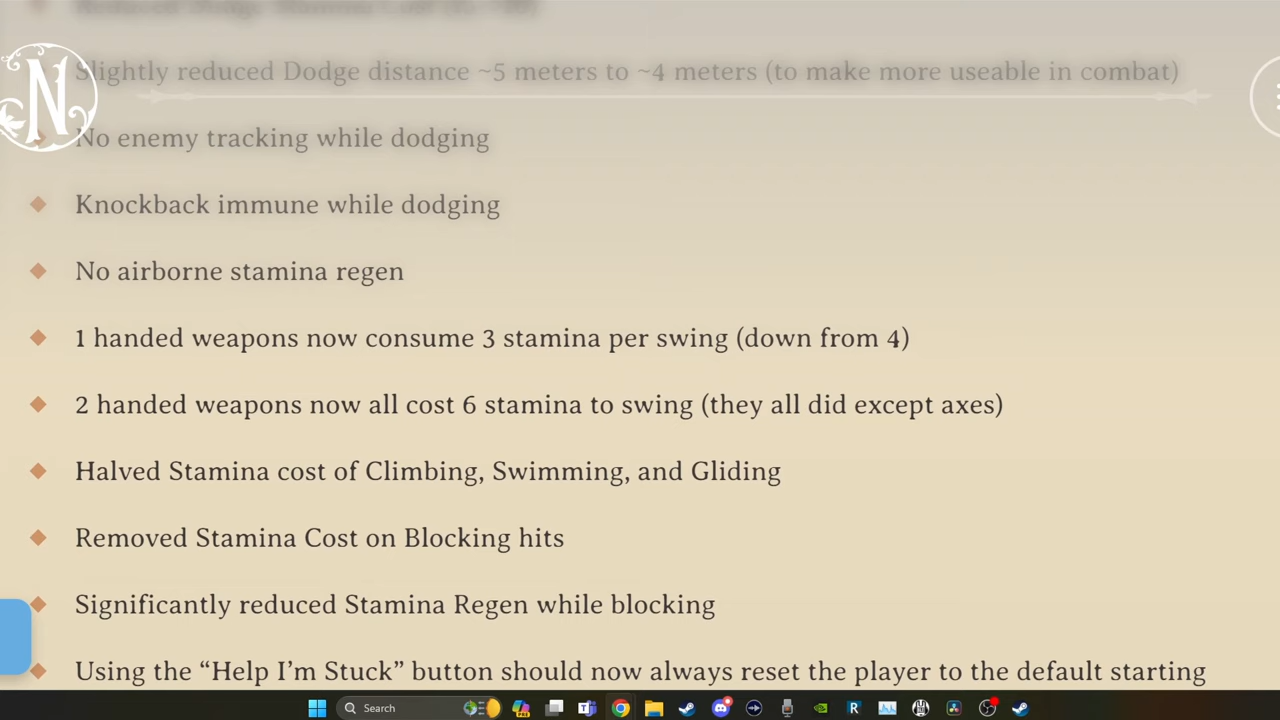 Slightly reduced Dodge distance ~5 meters to ~4 meters (to make more useable in combat)
N
No enemy tracking while dodging
Knockback immune while dodging
No airborne stamina regen
1 handed weapons now consume 3 stamina per swing (down from 4)
2 handed weapons now all cost 6 stamina to swing (they all did except axes)
Halved Stamina cost of Climbing, Swimming, and Gliding
Removed Stamina Cost on Blocking hits
Significantly reduced Stamina Regen while blocking
Using the “Help I’m Stuck” button should now always reset the player to the default starting
Search